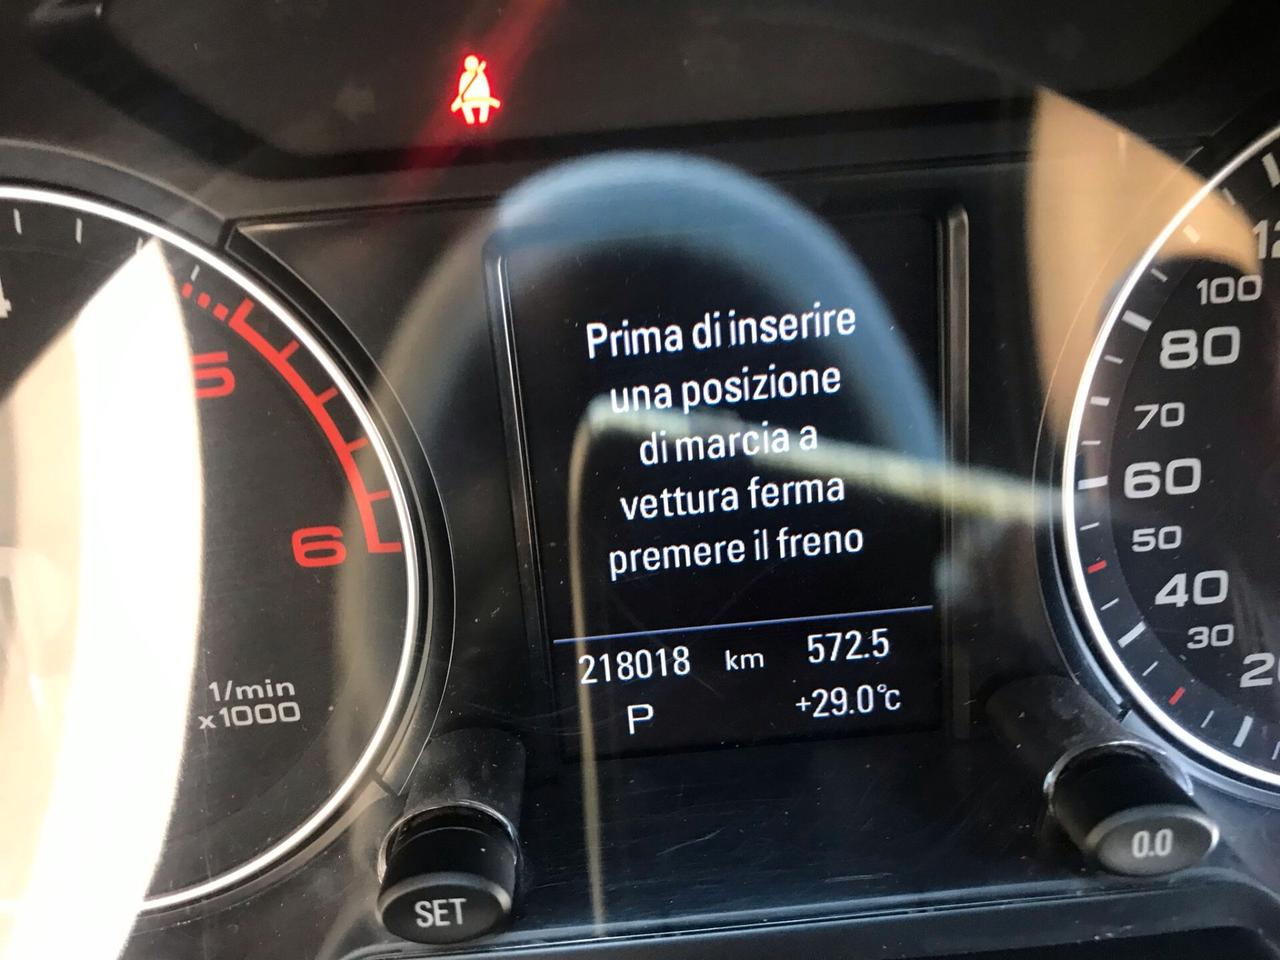 Prima di inserire
una posizione
di marcia a
vettura ferma
premere il freno
218018 km 572.5
P +29.0°C
5
6
1/min
x1000
100
80
70
60
50
40
30
SET
0.0